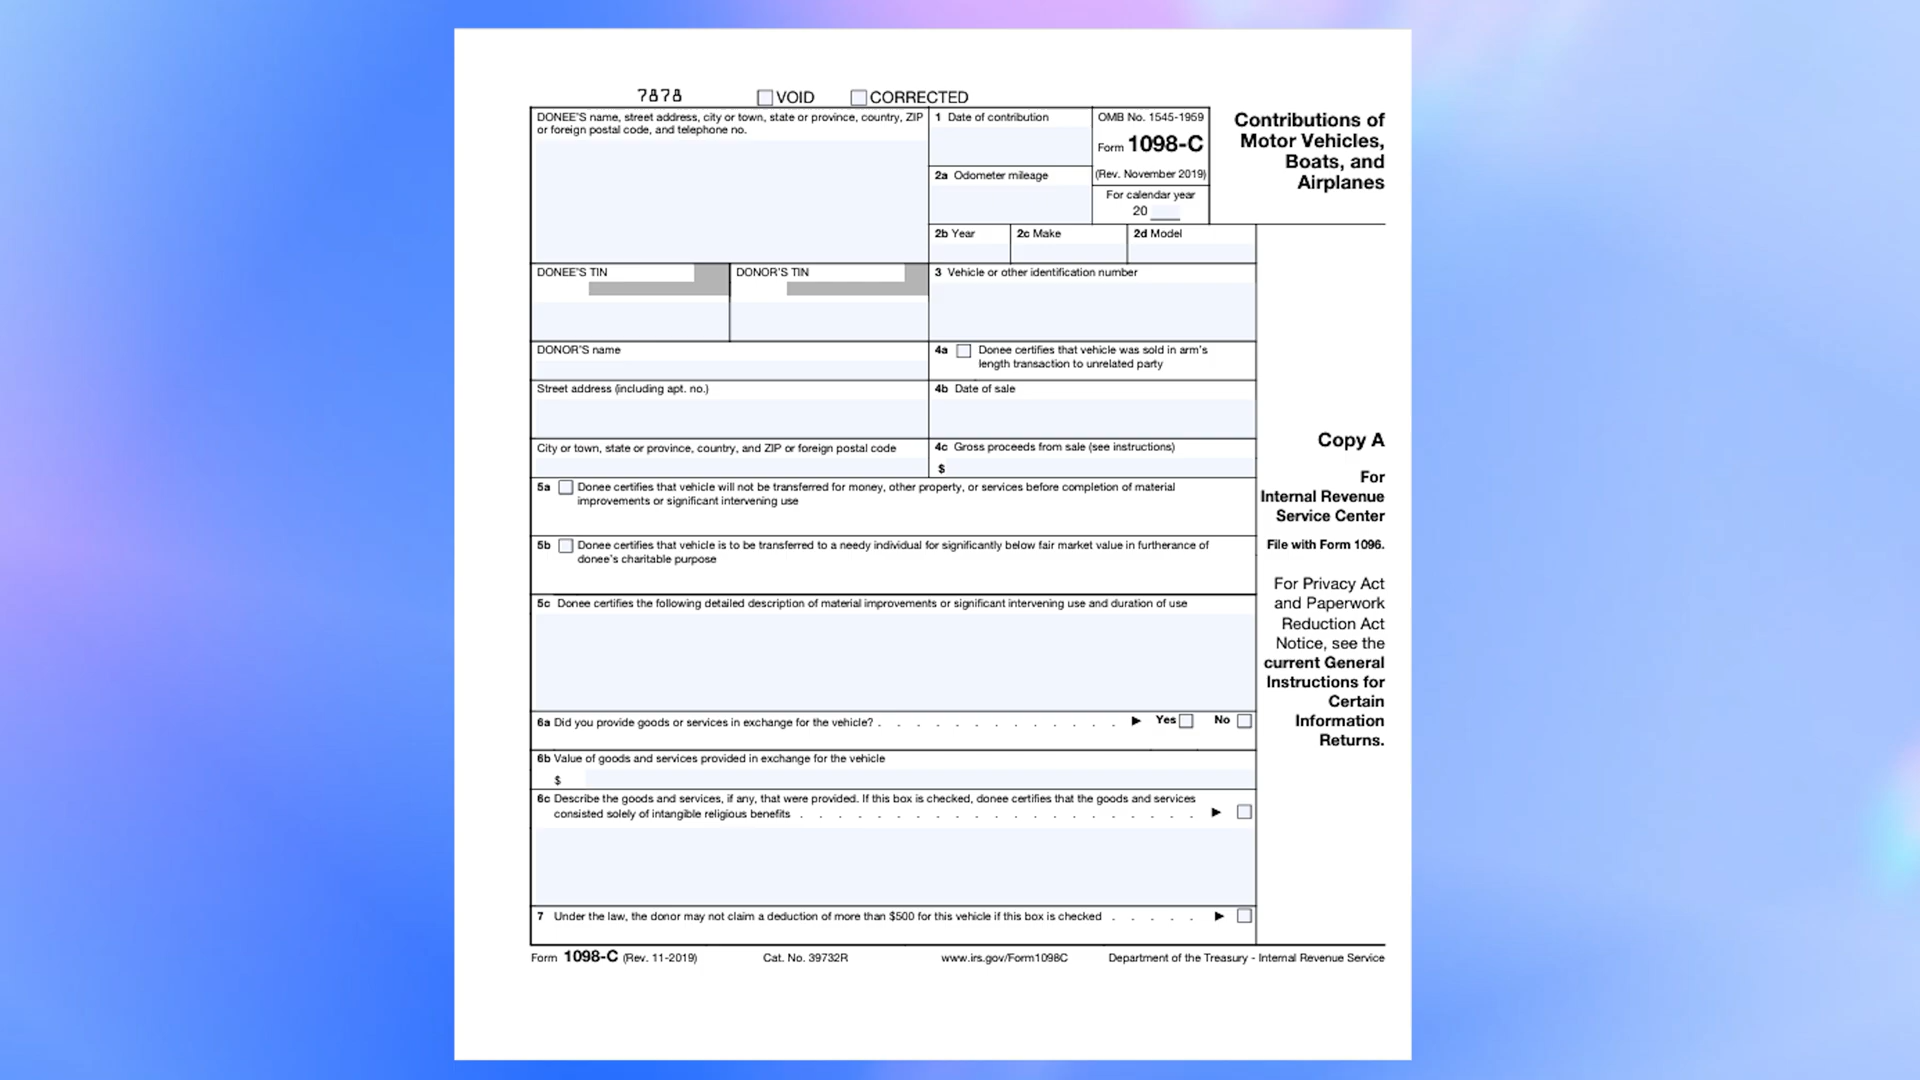 7878 VOID CORRECTED
DONEE'S name, street address, city or town, state or province, country, ZIP
or foreign postal code, and telephone no.
1 Date of contribution
2a Odometer mileage
OMB No. 1545-1959
Form 1098-C
(Rev. November 2019)
For calendar year
20
Contributions of
Motor Vehicles,
Boats, and
Airplanes
2b Year 2c Make 2d Model
DONEE'S TIN DONOR'S TIN
3 Vehicle or other identification number
DONOR'S name
4a Donee certifies that vehicle was sold in arm's
length transaction to unrelated party
Street address (including apt. no.)
4b Date of sale
City or town, state or province, country, and ZIP or foreign postal code
4c Gross proceeds from sale (see instructions)
$
5a Donee certifies that vehicle will not be transferred for money, other property, or services before completion of material
improvements or significant intervening use
5b Donee certifies that vehicle is to be transferred to a needy individual for significantly below fair market value in furtherance of
donee's charitable purpose
5c Donee certifies the following detailed description of material improvements or significant intervening use and duration of use
6a Did you provide goods or services in exchange for the vehicle? . . . . . . . . . . . . . ▶ Yes No
6b Value of goods and services provided in exchange for the vehicle
$
6c Describe the goods and services, if any, that were provided. If this box is checked, donee certifies that the goods and services
consisted solely of intangible religious benefits . . . . . . . . . . . . . . . . . ▶
7 Under the law, the donor may not claim a deduction of more than $500 for this vehicle if this box is checked . . . . . ▶
Copy A
For
Internal Revenue
Service Center
File with Form 1096.
For Privacy Act
and Paperwork
Reduction Act
Notice, see the
current General
Instructions for
Certain
Information
Returns.
Form 1098-C (Rev. 11-2019) Cat. No. 39732R www.irs.gov/Form1098C Department of the Treasury - Internal Revenue Service